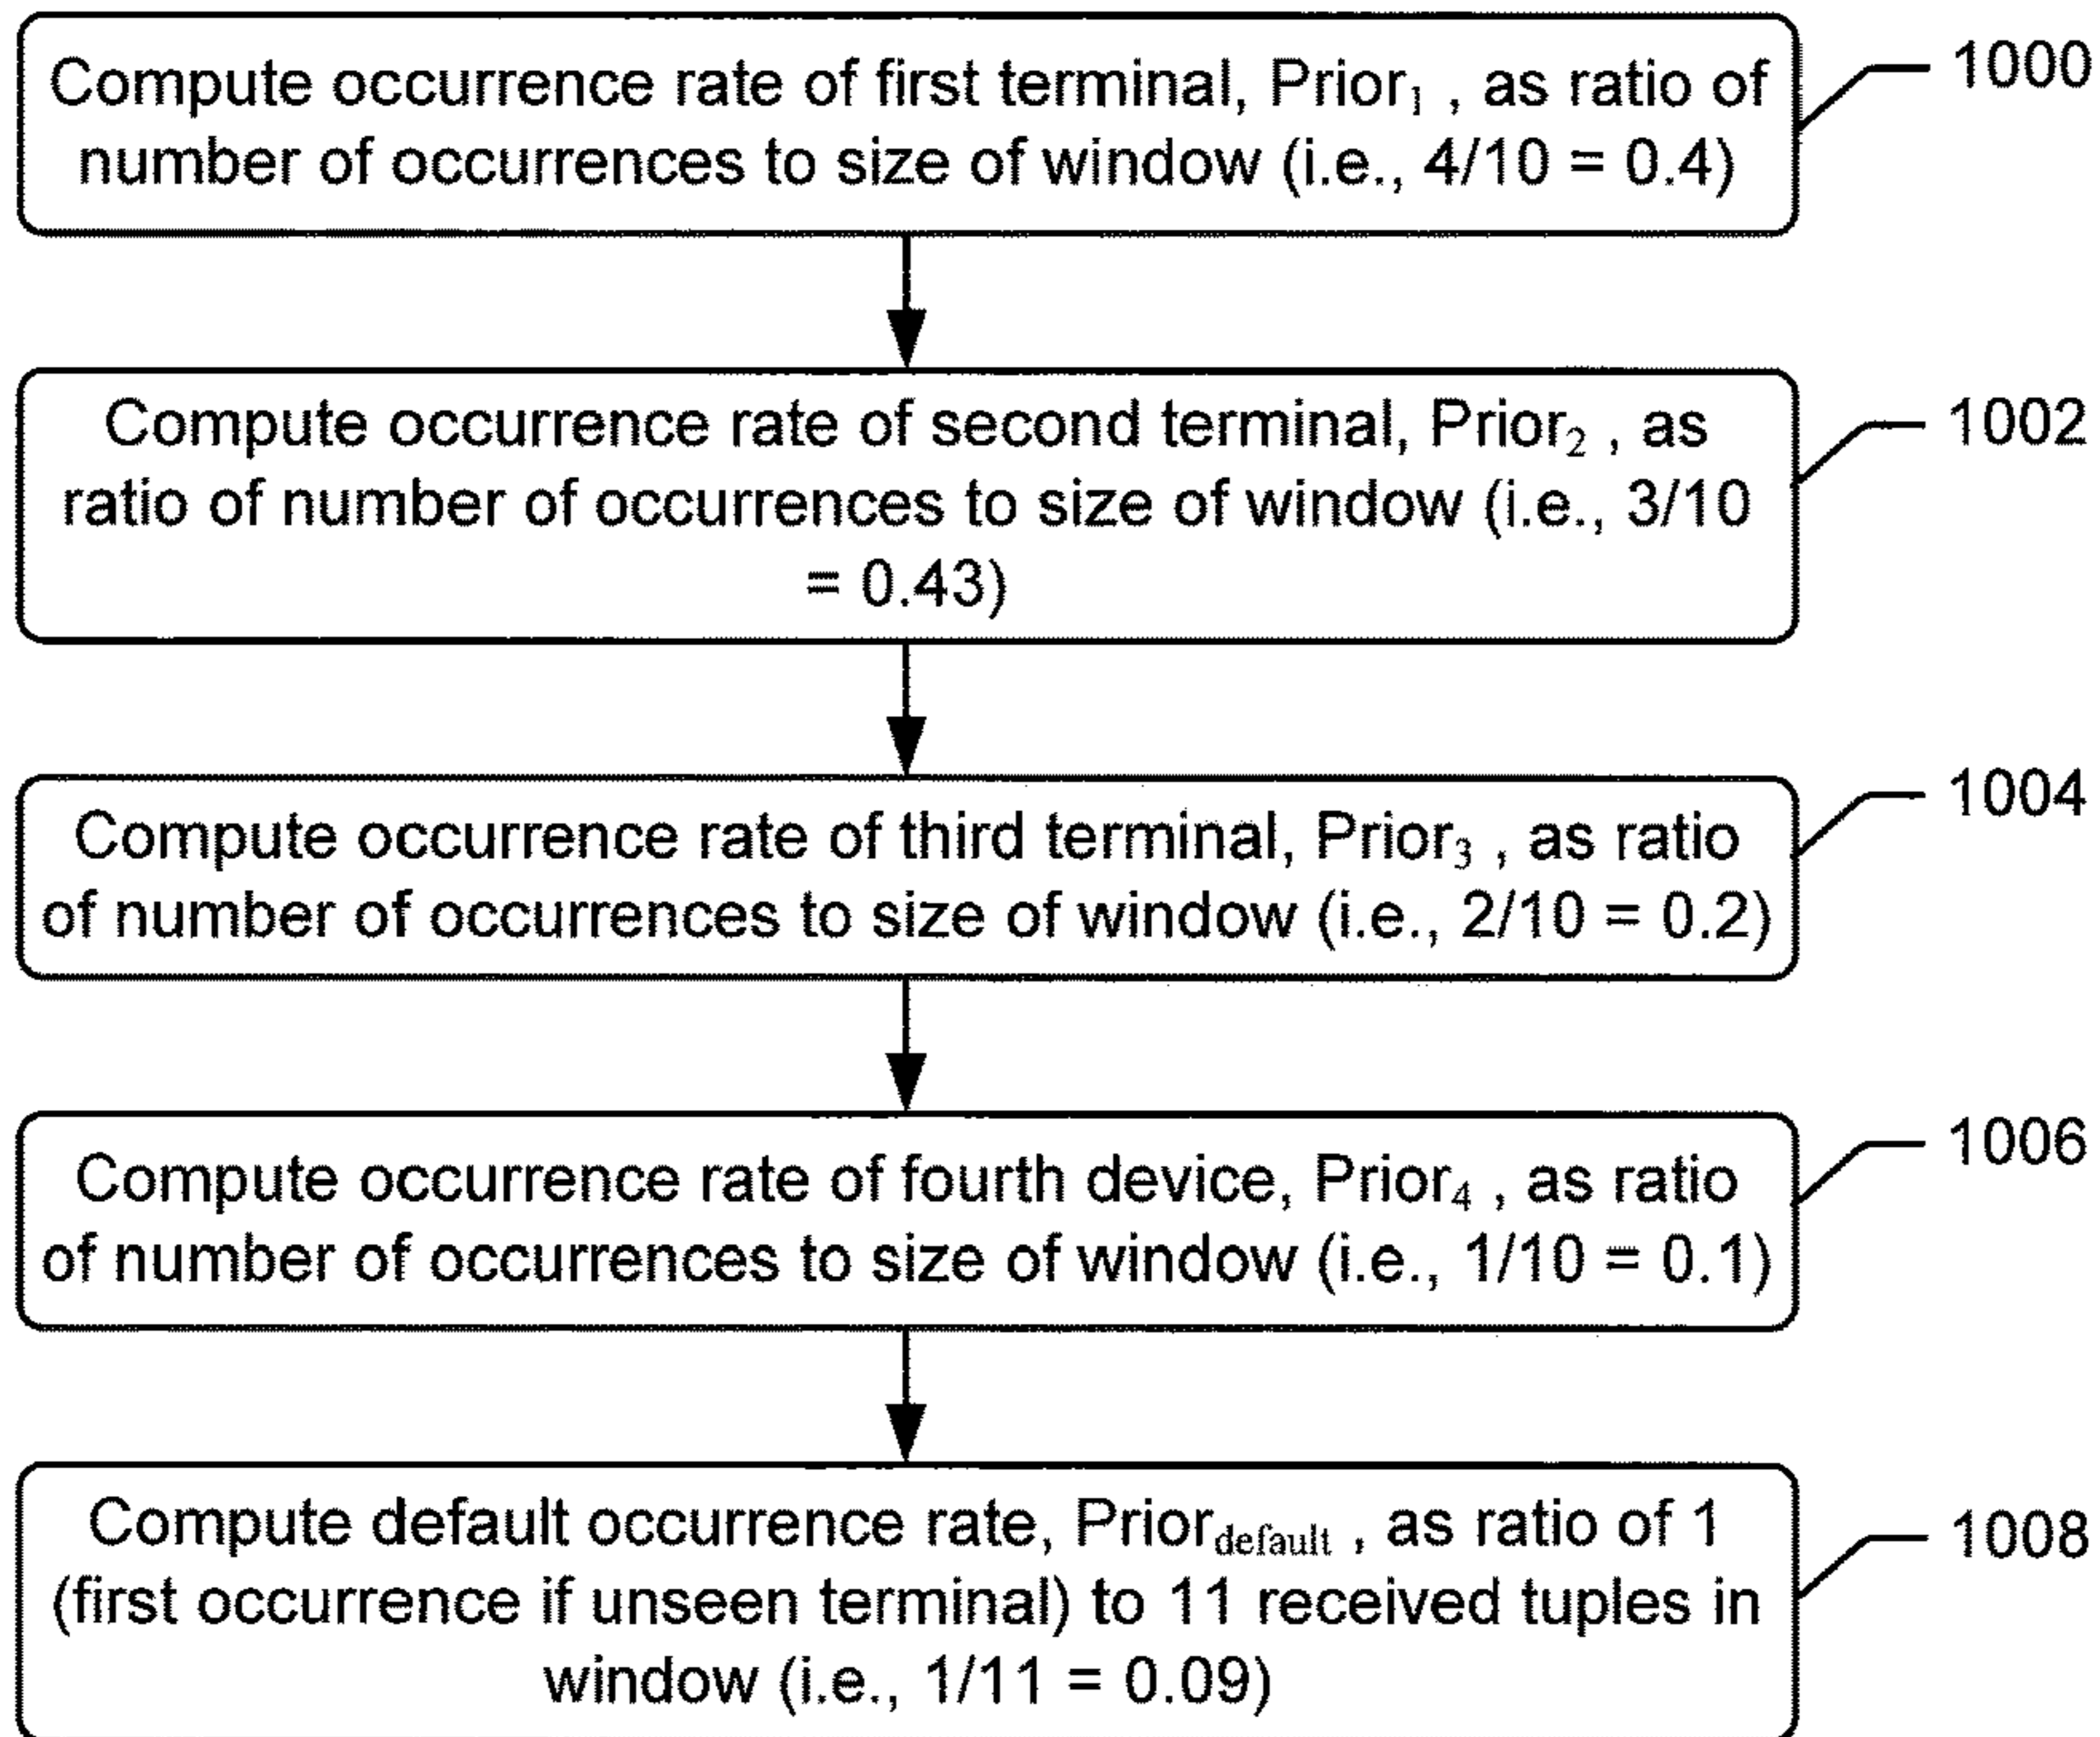 Compute occurrence rate of first terminal, Prior₁ , as ratio of
number of occurrences to size of window (i.e., 4/10 = 0.4)
1000
Compute occurrence rate of second terminal, Prior₂ , as
ratio of number of occurrences to size of window (i.e., 3/10
= 0.43)
1002
Compute occurrence rate of third terminal, Prior₃ , as ratio
of number of occurrences to size of window (i.e., 2/10 = 0.2)
1004
Compute occurrence rate of fourth device, Prior₄ , as ratio
of number of occurrences to size of window (i.e., 1/10 = 0.1)
1006
Compute default occurrence rate, Prior_default , as ratio of 1
(first occurrence if unseen terminal) to 11 received tuples in
window (i.e., 1/11 = 0.09)
1008